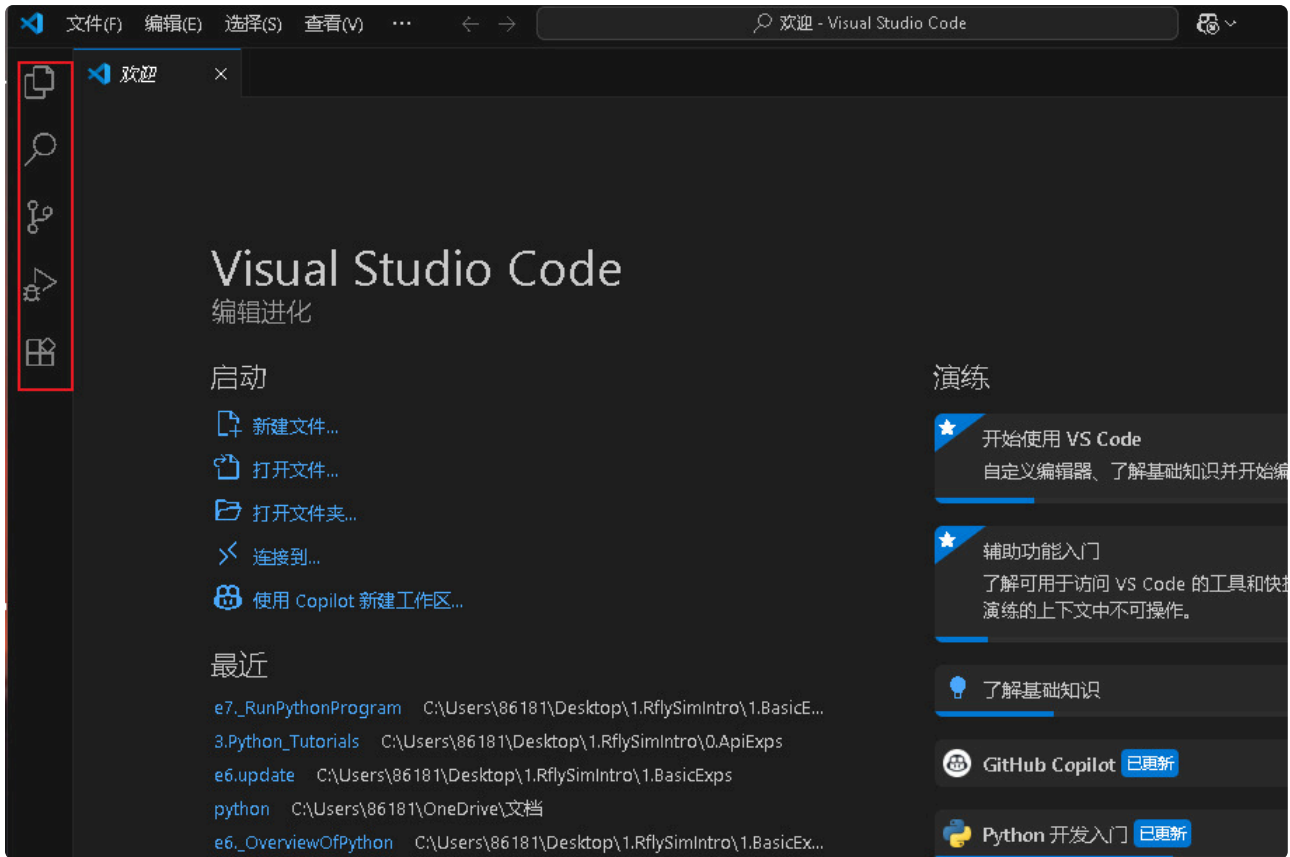 文件(F) 编辑(E) 选择(S) 查看(V) ··· 欢迎 - Visual Studio Code
欢迎
Visual Studio Code
编辑进化
启动
新建文件...
打开文件...
打开文件夹...
连接到...
使用 Copilot 新建工作区...
最近
e7._RunPythonProgram C:\Users\86181\Desktop\1.RflySimIntro\1.BasicE...
3.Python_Tutorials C:\Users\86181\Desktop\1.RflySimIntro\0.ApiExps
e6.update C:\Users\86181\Desktop\1.RflySimIntro\1.BasicExps
python C:\Users\86181\OneDrive\文档
e6._OverviewOfPython C:\Users\86181\Desktop\1.RflySimIntro\1.BasicEx...
演练
开始使用 VS Code
自定义编辑器、了解基础知识并开始编
辅助功能入门
了解可用于访问 VS Code 的工具和快
演练的上下文中不可操作。
了解基础知识
GitHub Copilot 已更新
Python 开发入门 已更新